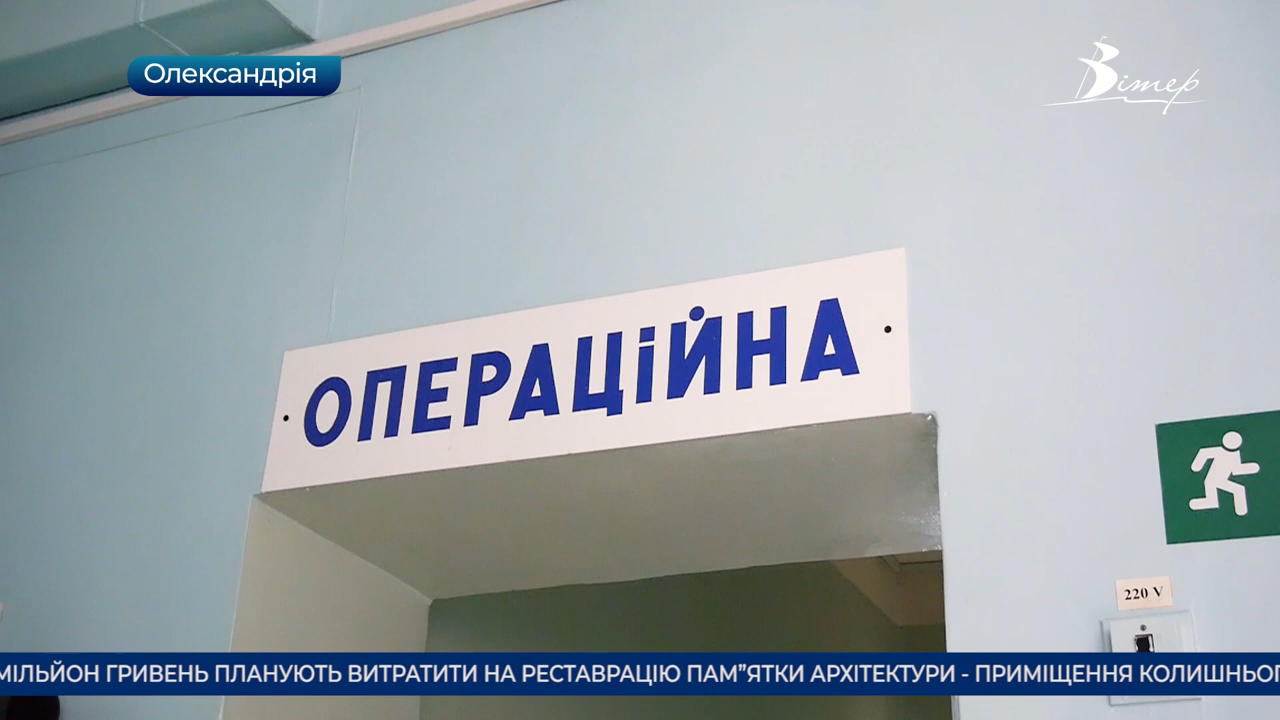 Олександрія
Вітер
ОПЕРАЦіЙНА
220 V
МІЛЬЙОН ГРИВЕНЬ ПЛАНУЮТЬ ВИТРАТИТИ НА РЕСТАВРАЦІЮ ПАМ”ЯТКИ АРХІТЕКТУРИ - ПРИМІЩЕННЯ КОЛИШНЬОГ